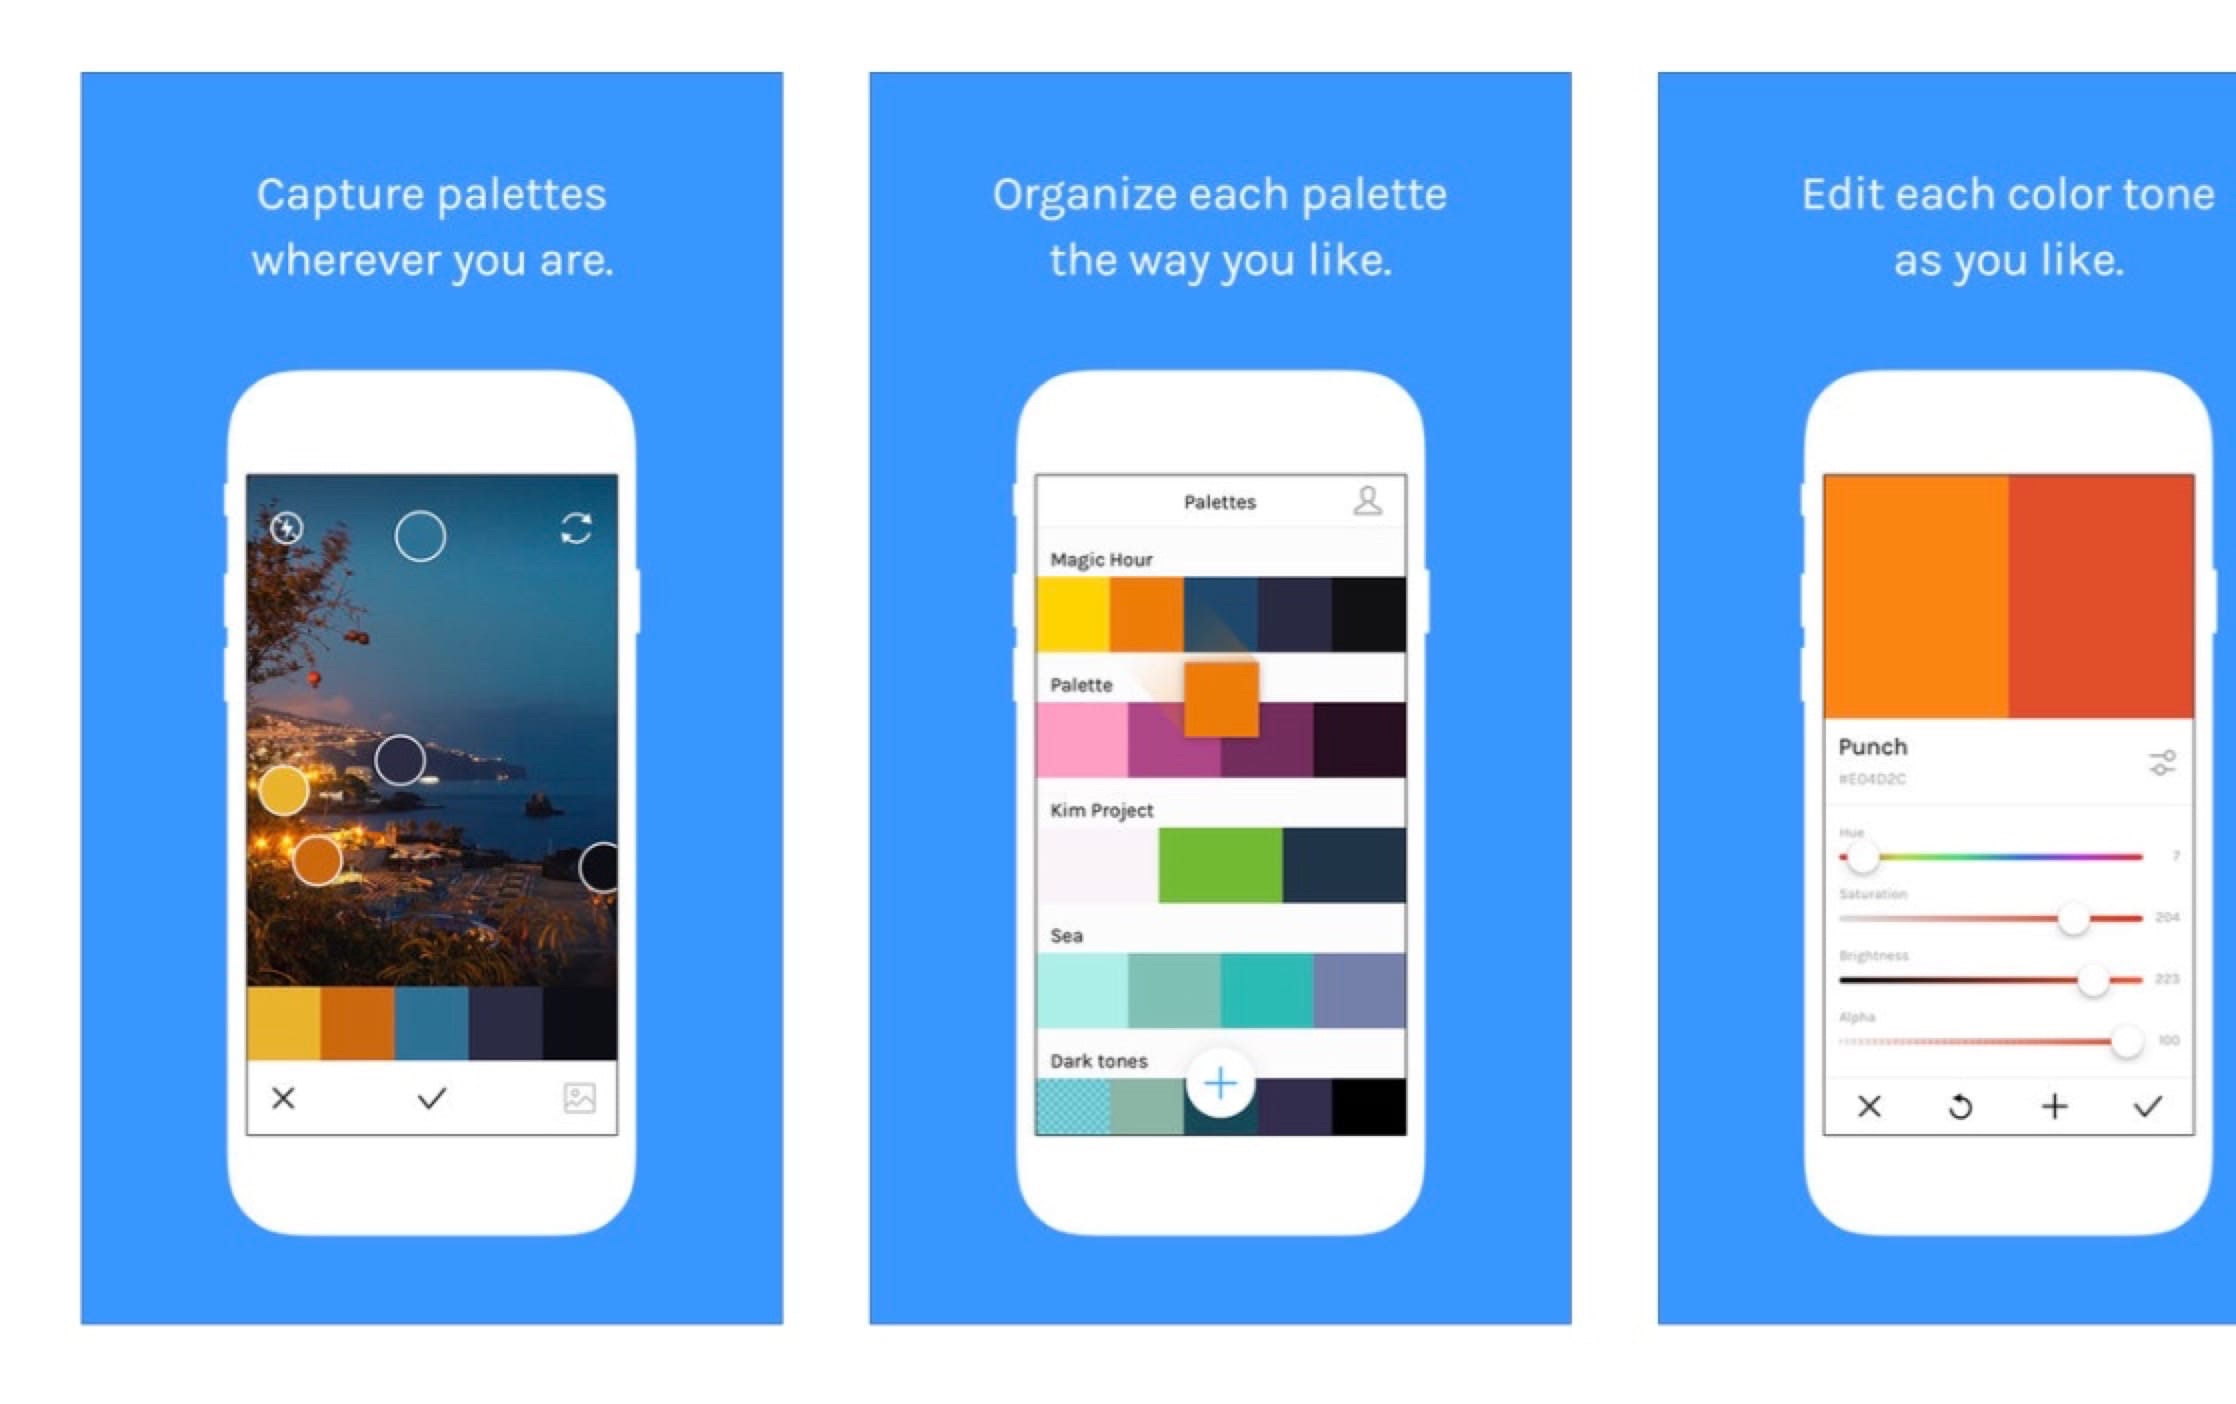 Capture palettes
wherever you are.
Organize each palette
the way you like.
Palettes
Magic Hour
Palette
Kim Project
Sea
Dark tones
Edit each color tone
as you like.
Punch
#E04D2C
Hue
7
Saturation
204
Brightness
223
Alpha
100